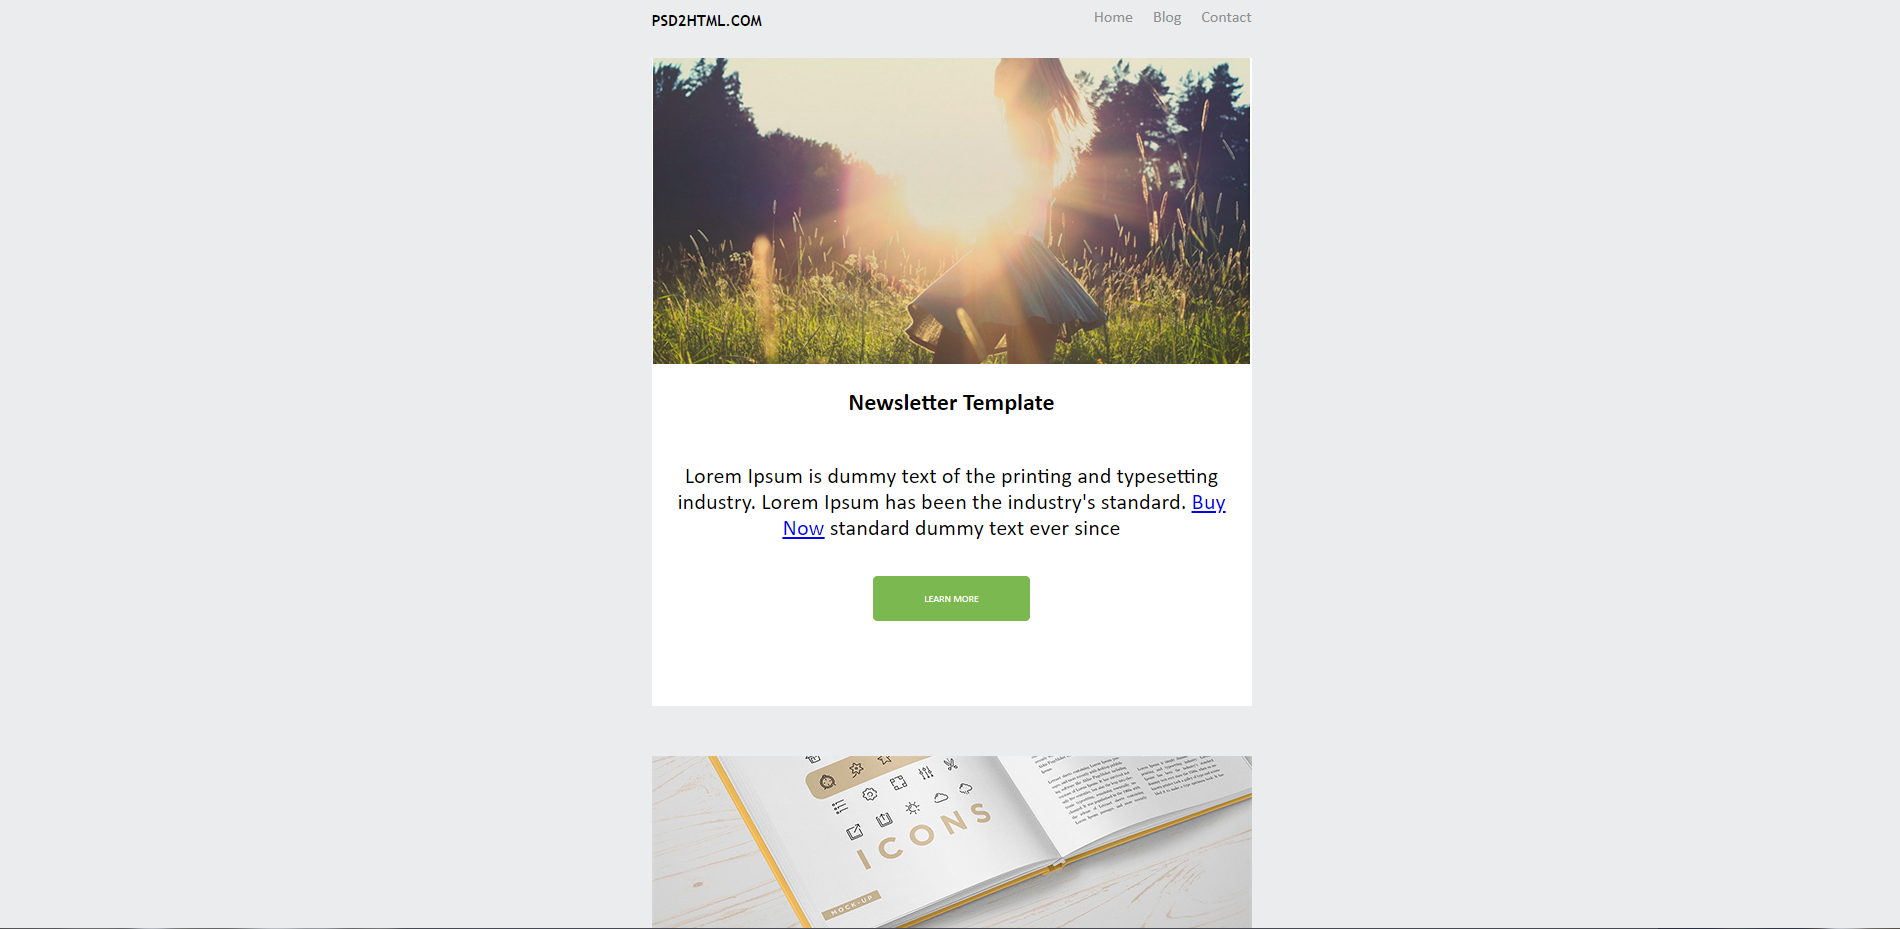 PSD2HTML.COM
Home Blog Contact
Newsletter Template
Lorem Ipsum is dummy text of the printing and typesetting
industry. Lorem Ipsum has been the industry's standard. Buy
Now standard dummy text ever since
LEARN MORE
ICONS
MOCK-UP